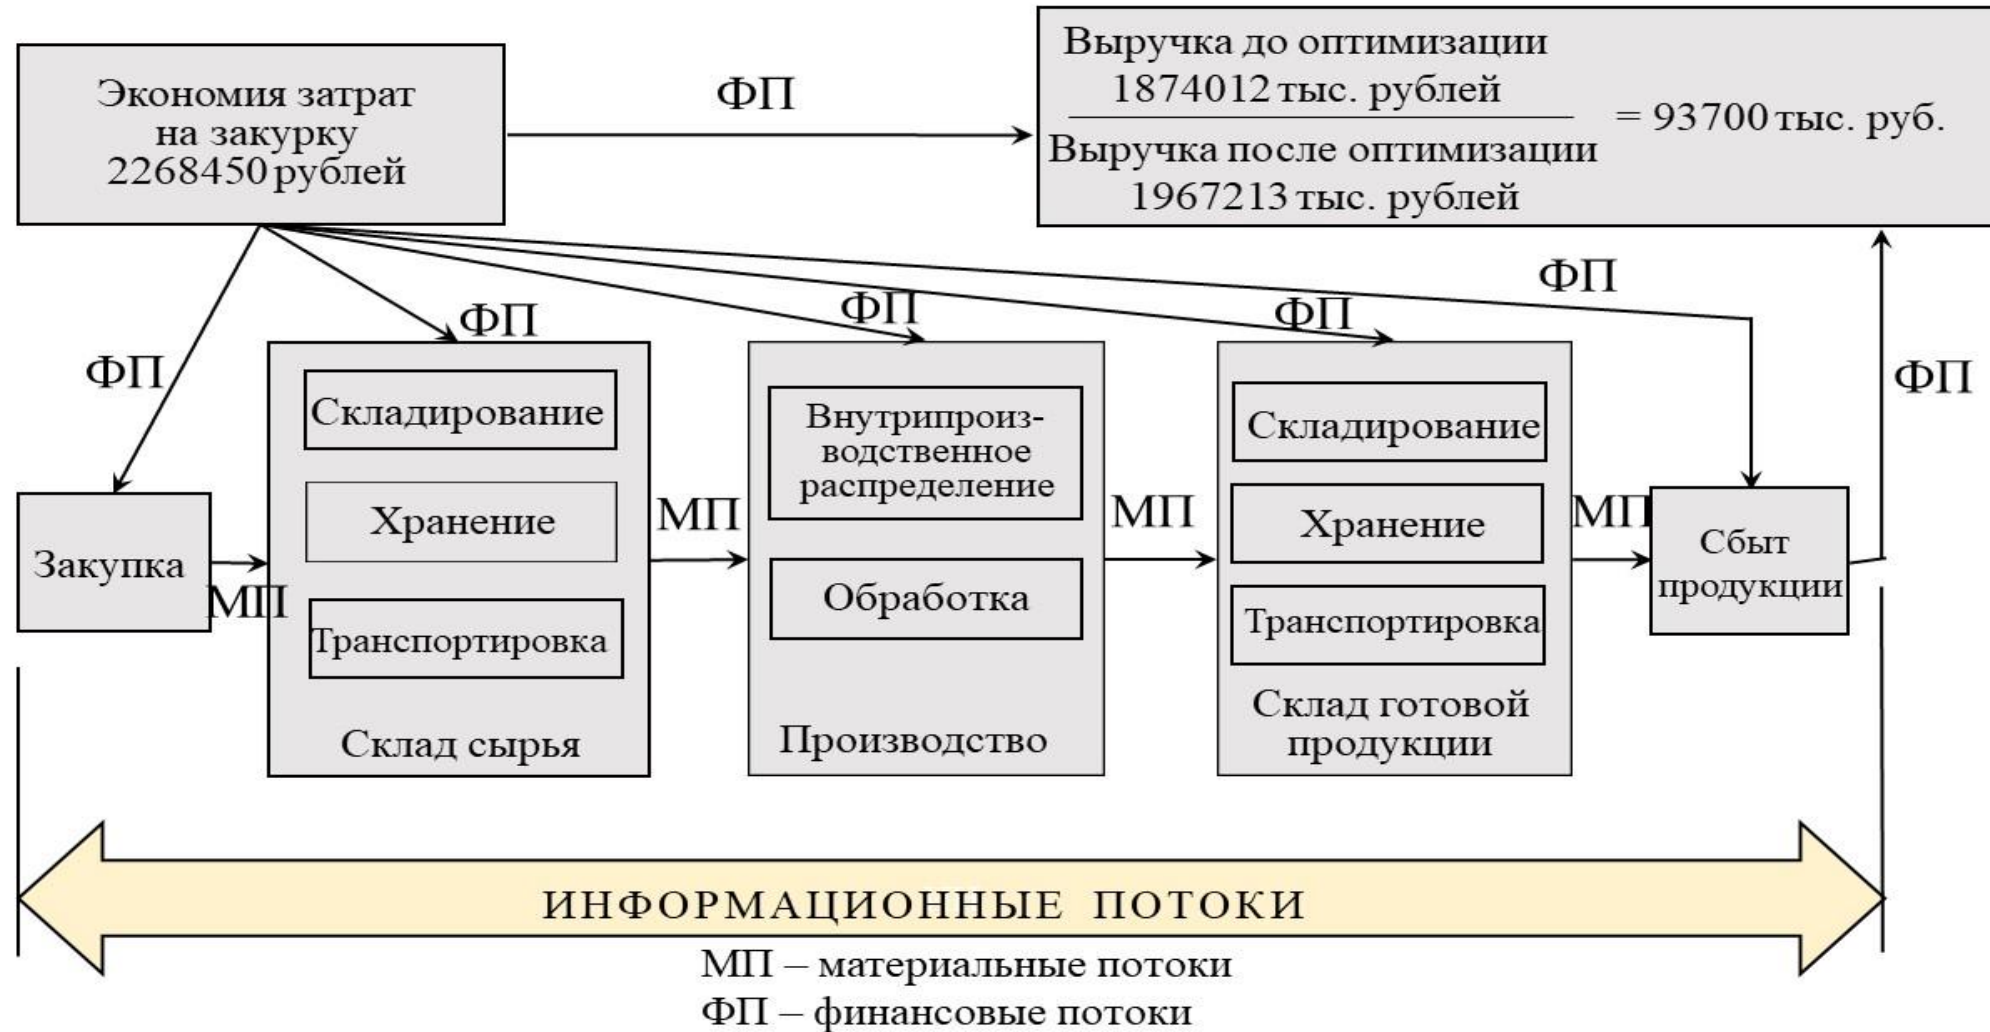 Экономия затрат
на закурку
2268450 рублей
ФП
Выручка до оптимизации
1874012 тыс. рублей
Выручка после оптимизации
1967213 тыс. рублей
= 93700 тыс. руб.
ФП
ФП
ФП
ФП
ФП
ФП
Закупка
МП
Складирование
Хранение
Транспортировка
Склад сырья
МП
Внутрипроиз-
водственное
распределение
Обработка
Производство
МП
Складирование
Хранение
Транспортировка
Склад готовой
продукции
МП
Сбыт
продукции
ИНФОРМАЦИОННЫЕ ПОТОКИ
МП – материальные потоки
ФП – финансовые потоки